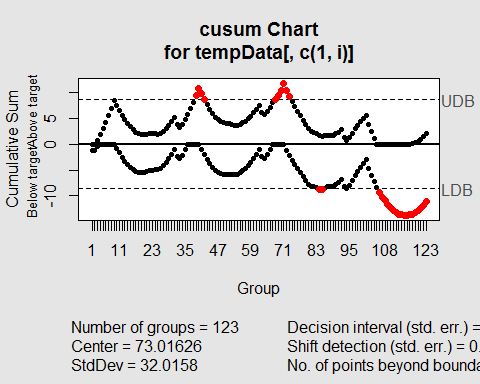 cusum Chart
for tempData[, c(1, i)]
Cumulative Sum
Below target
Above target
5
0
-10
UDB
LDB
1 11 23 35 47 59 71 83 95 108 123
Group
Number of groups = 123
Center = 73.01626
StdDev = 32.0158
Decision interval (std. err.) =
Shift detection (std. err.) = 0.
No. of points beyond